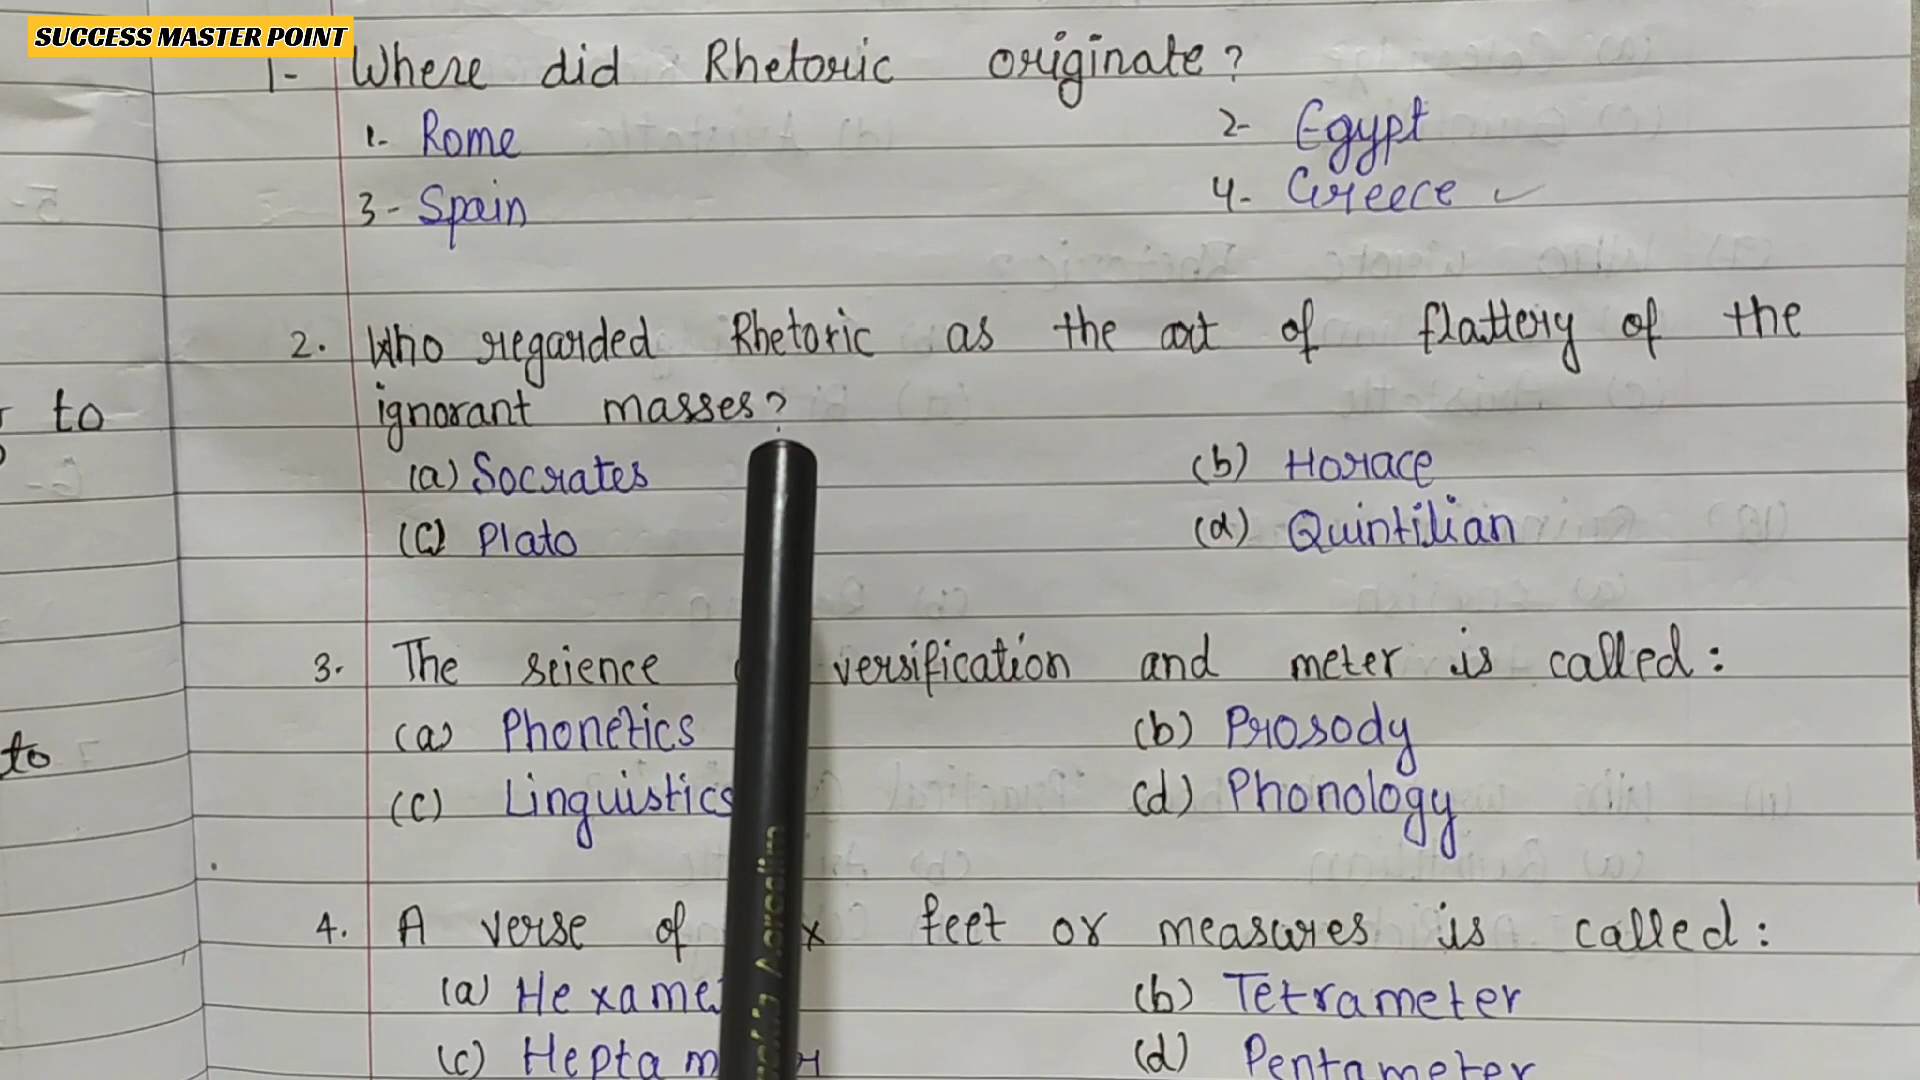 SUCCESS MASTER POINT
1- Where did Rhetoric originate?
1- Rome 2- Egypt
3- Spain 4- Greece ✓
2. Who regarded Rhetoric as the art of flattery of the
ignorant masses?
to
(a) Socrates (b) Horace
(c) Plato (d) Quintilian
3. The science versification and meter is called:
(a) Phonetics (b) Prosody
to
(c) Linguistics (d) Phonology
4. A verse of x feet or measures is called:
(a) Hexame (b) Tetrameter
(c) Heptam (d) Pentameter